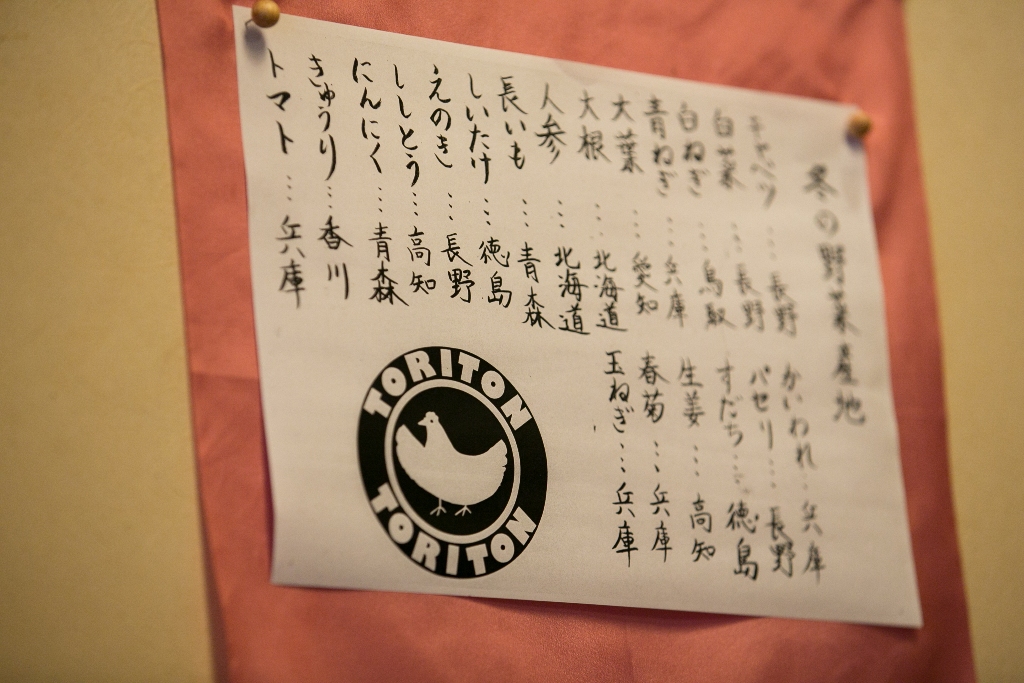 冬の野菜産地
キャベツ…長野
白菜…長野
白ねぎ…鳥取
青ねぎ…兵庫
大葉…愛知
大根…北海道
人参…北海道
長いも…青森
しいたけ…徳島
えのき…長野
ししとう…高知
にんにく…青森
きゅうり…香川
トマト…兵庫
かいわれ…兵庫
パセリ…長野
すだち…徳島
生姜…高知
春菊…兵庫
玉ねぎ…兵庫
TORITON
TORITON